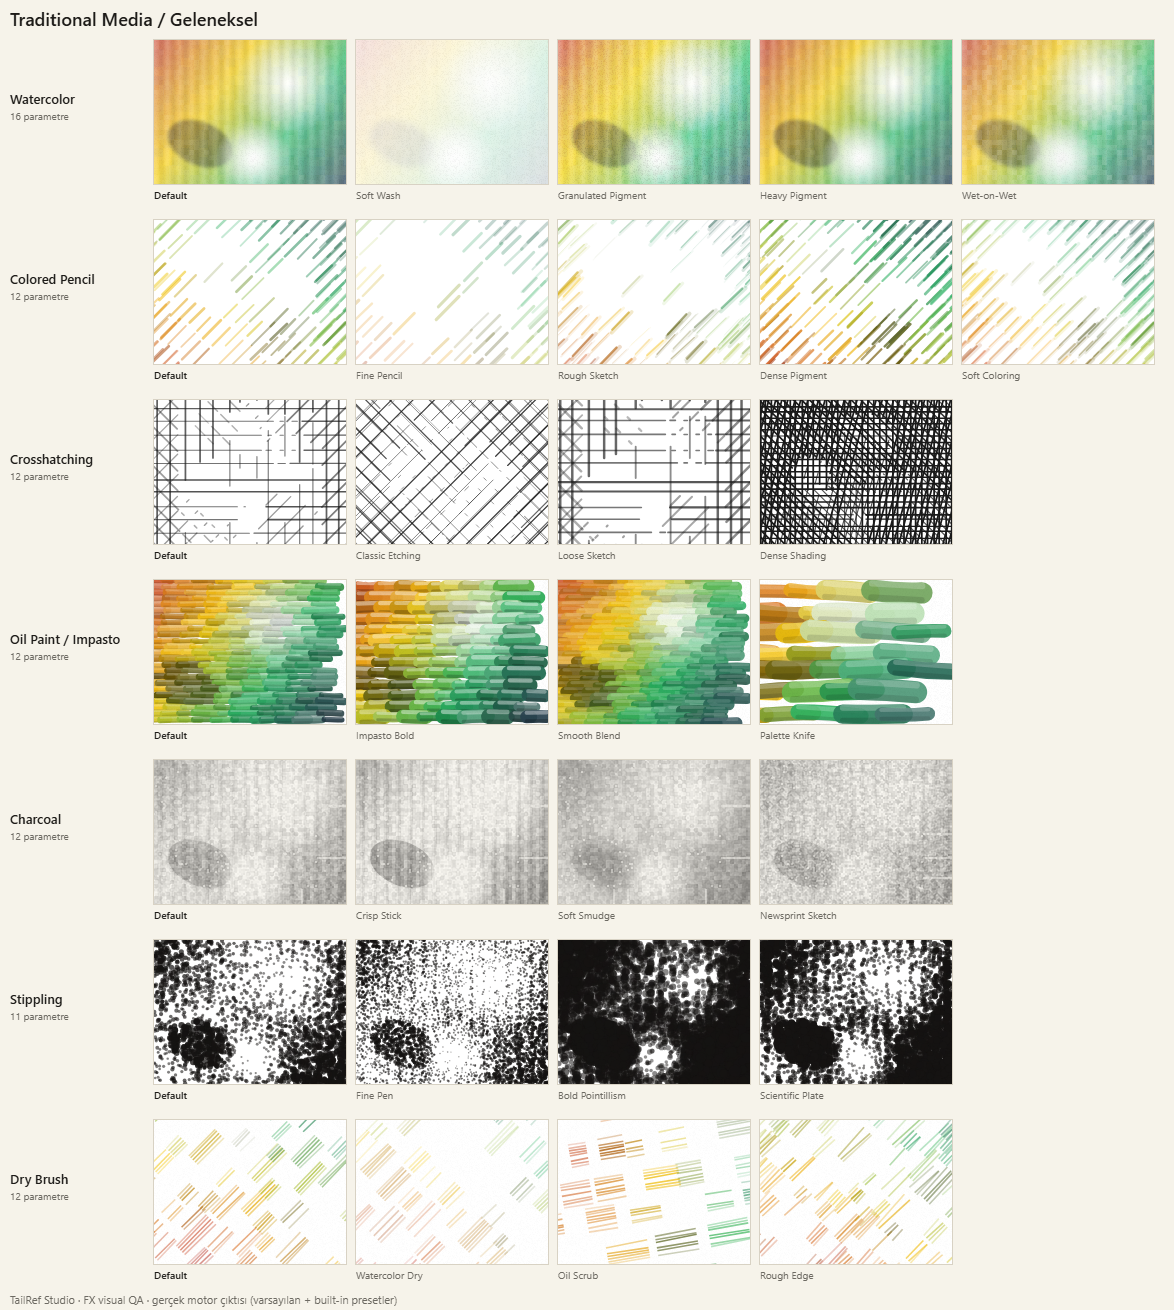 Traditional Media / Geleneksel
Watercolor
16 parametre
Default
Soft Wash
Granulated Pigment
Heavy Pigment
Wet-on-Wet
Colored Pencil
12 parametre
Default
Fine Pencil
Rough Sketch
Dense Pigment
Soft Coloring
Crosshatching
12 parametre
Default
Classic Etching
Loose Sketch
Dense Shading
Oil Paint / Impasto
12 parametre
Default
Impasto Bold
Smooth Blend
Palette Knife
Charcoal
12 parametre
Default
Crisp Stick
Soft Smudge
Newsprint Sketch
Stippling
11 parametre
Default
Fine Pen
Bold Pointillism
Scientific Plate
Dry Brush
12 parametre
Default
Watercolor Dry
Oil Scrub
Rough Edge
TailRef Studio · FX visual QA · gerçek motor çıktısı (varsayılan + built-in presetler)